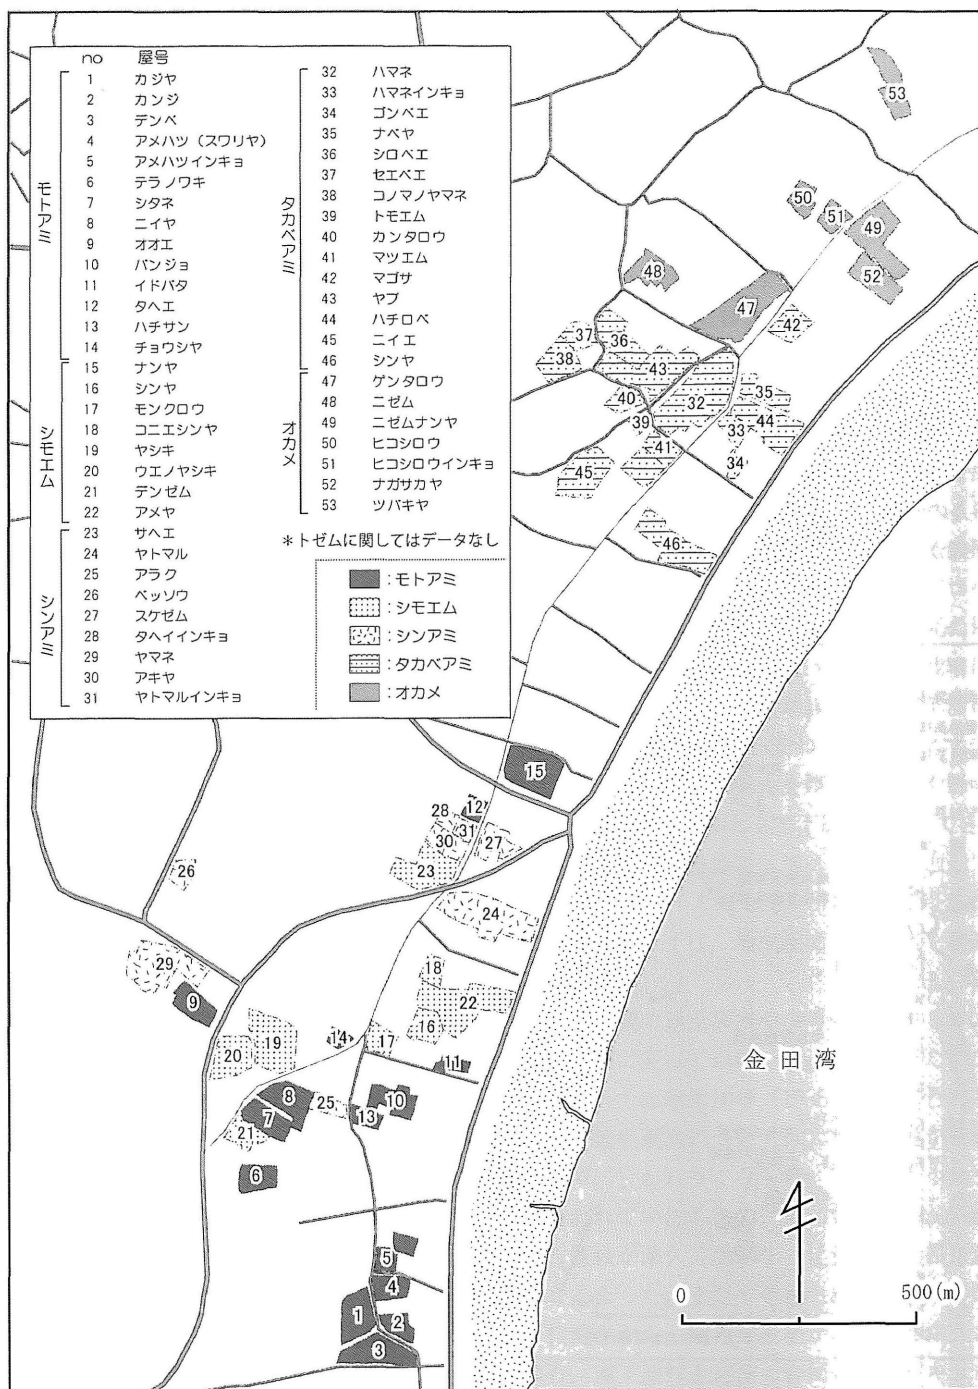 no 屋号
モトアミ
1 カジヤ
2 カンジ
3 デンベ
4 アメハツ（スワリヤ）
5 アメハツインキョ
6 テラノワキ
7 シタネ
8 ニイヤ
9 オオエ
10 バンジョ
11 イドバタ
12 タヘエ
13 ハチサン
14 チョウシヤ
シモエム
15 ナンヤ
16 シンヤ
17 モンクロウ
18 コニエシンヤ
19 ヤシキ
20 ウエノヤシキ
21 デンゼム
22 アメヤ
シンアミ
23 サヘエ
24 ヤトマル
25 アラク
26 ベッソウ
27 スケゼム
28 タヘイインキョ
29 ヤマネ
30 アキヤ
31 ヤトマルインキョ
タカベアミ
32 ハマネ
33 ハマネインキョ
34 ゴンベエ
35 ナベヤ
36 シロベエ
37 セエベエ
38 コノマノヤマネ
39 トモエム
40 カンタロウ
41 マツエム
42 マゴサ
43 ヤブ
44 ハチロベ
45 ニイエ
46 シンヤ
オカメ
47 ゲンタロウ
48 ニゼム
49 ニゼムナンヤ
50 ヒコシロウ
51 ヒコシロウインキョ
52 ナガサカヤ
53 ツバキヤ
＊トゼムに関してはデータなし
：モトアミ
：シモエム
：シンアミ
：タカベアミ
：オカメ
53
50
51
49
52
48
47
42
37
36
38
43
35
40
32
39
33
44
41
34
45
46
15
12
28
31
30
27
23
26
24
29
18
9
22
16
19
14
17
20
11
8
25
10
7
13
21
6
5
4
1
2
3
金田湾
0 500(m)